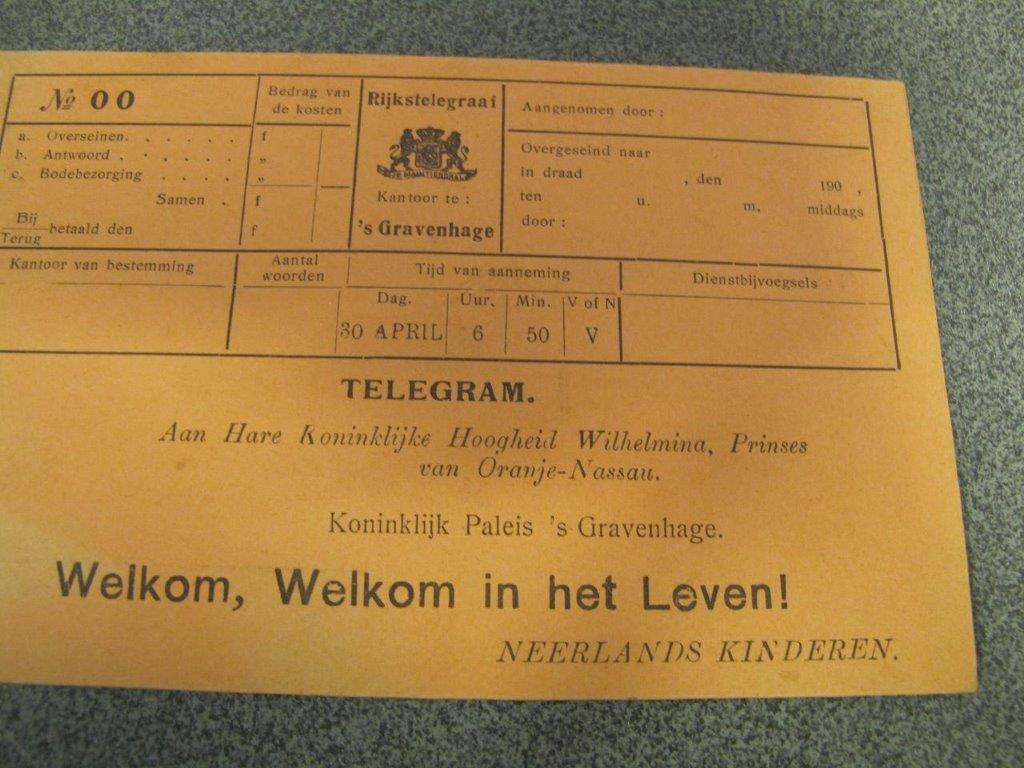 № 00
a. Overseinen. . . . . .
b. Antwoord . . . . . .
c. Bodebezorging . . . .
Samen .
Bij
Terug betaald den
Bedrag van
de kosten
f
„
„
f
f
Rijkstelegraaf
JE MAINTIENDRAI
Kantoor te :
's Gravenhage
Aangenomen door :
Overgeseind naar
in draad , den 190 ,
ten u. m. middags
door :
Kantoor van bestemming
Aantal
woorden
Tijd van aanneming
Dag. Uur. Min. V of N
30 APRIL 6 50 V
Dienstbijvoegsels
TELEGRAM.
Aan Hare Koninklijke Hoogheid Wilhelmina, Prinses
van Oranje-Nassau.
Koninklijk Paleis 's Gravenhage.
Welkom, Welkom in het Leven!
NEERLANDS KINDEREN.